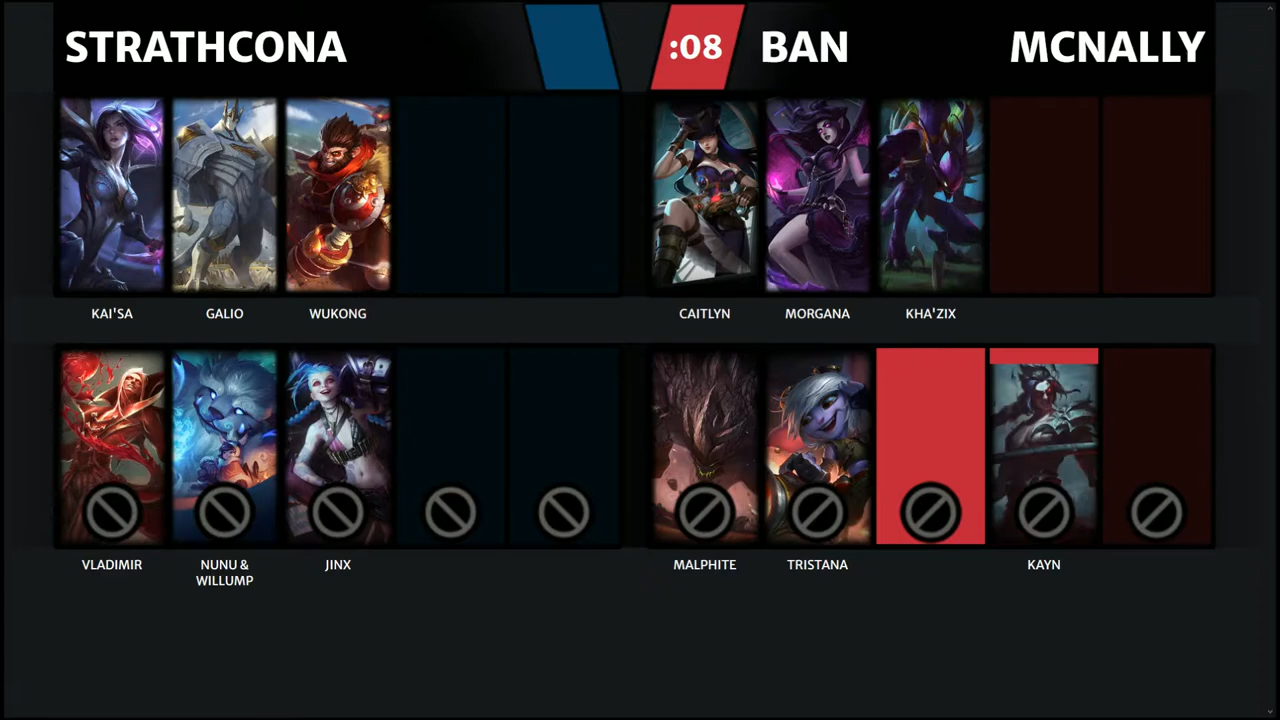 STRATHCONA
:08 BAN
MCNALLY
KAI'SA
GALIO
WUKONG
CAITLYN
MORGANA
KHA'ZIX
VLADIMIR
NUNU &
WILLUMP
JINX
MALPHITE
TRISTANA
KAYN